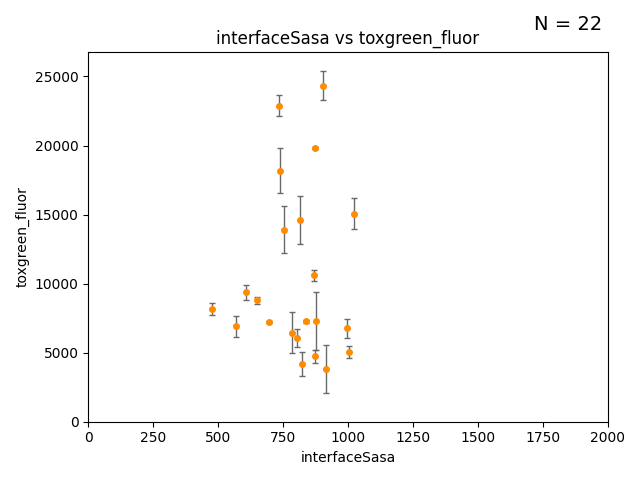 N = 22
interfaceSasa vs toxgreen_fluor
toxgreen_fluor
25000
20000
15000
10000
5000
0
0 250 500 750 1000 1250 1500 1750 2000
interfaceSasa